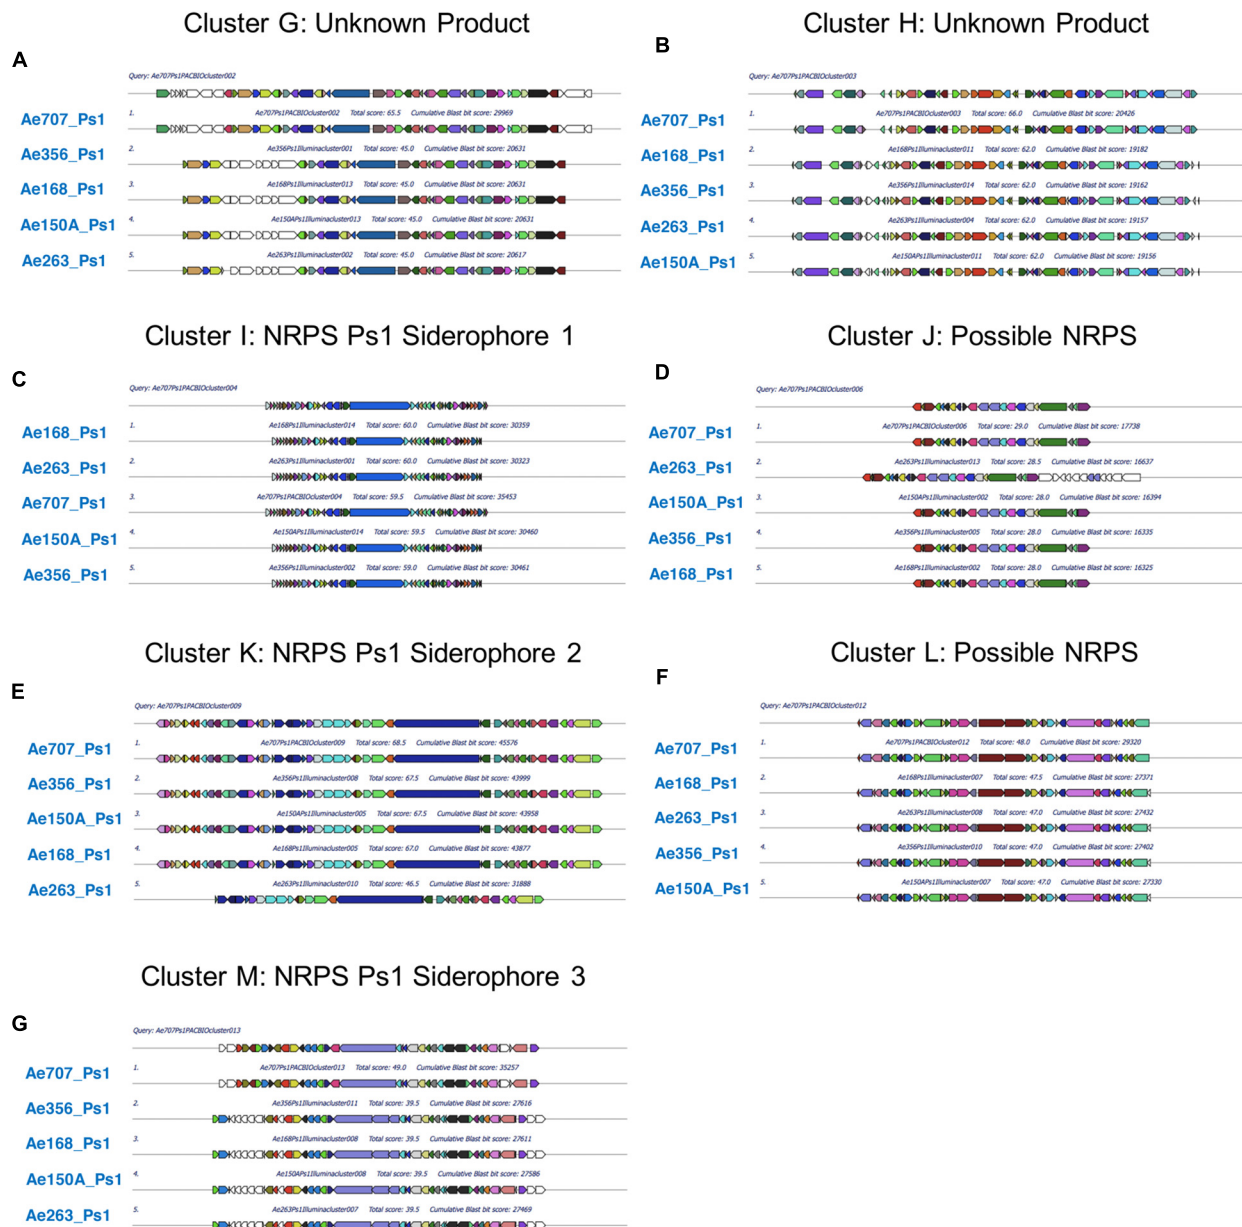 Cluster G: Unknown Product
A
Query: Ae707Ps1PACBIOcluster002
Ae707_Ps1
1. Ae707Ps1PACBIOcluster002 Total score: 65.5 Cumulative Blast bit score: 29969
Ae356_Ps1
2. Ae356Ps1Illuminacluster001 Total score: 45.0 Cumulative Blast bit score: 20631
Ae168_Ps1
3. Ae168Ps1Illuminacluster013 Total score: 45.0 Cumulative Blast bit score: 20631
Ae150A_Ps1
4. Ae150APs1Illuminacluster013 Total score: 45.0 Cumulative Blast bit score: 20631
Ae263_Ps1
5. Ae263Ps1Illuminacluster002 Total score: 45.0 Cumulative Blast bit score: 20617
Cluster H: Unknown Product
B
Query: Ae707Ps1PACBIOcluster003
Ae707_Ps1
1. Ae707Ps1PACBIOcluster003 Total score: 66.0 Cumulative Blast bit score: 20426
Ae168_Ps1
2. Ae168Ps1Illuminacluster011 Total score: 62.0 Cumulative Blast bit score: 19182
Ae356_Ps1
3. Ae356Ps1Illuminacluster014 Total score: 62.0 Cumulative Blast bit score: 19162
Ae263_Ps1
4. Ae263Ps1Illuminacluster004 Total score: 62.0 Cumulative Blast bit score: 19157
Ae150A_Ps1
5. Ae150APs1Illuminacluster011 Total score: 62.0 Cumulative Blast bit score: 19156
Cluster I: NRPS Ps1 Siderophore 1
C
Query: Ae707Ps1PACBIOcluster004
Ae168_Ps1
1. Ae168Ps1Illuminacluster014 Total score: 60.0 Cumulative Blast bit score: 30359
Ae263_Ps1
2. Ae263Ps1Illuminacluster001 Total score: 60.0 Cumulative Blast bit score: 30323
Ae707_Ps1
3. Ae707Ps1PACBIOcluster004 Total score: 59.5 Cumulative Blast bit score: 35453
Ae150A_Ps1
4. Ae150APs1Illuminacluster014 Total score: 59.5 Cumulative Blast bit score: 30460
Ae356_Ps1
5. Ae356Ps1Illuminacluster002 Total score: 59.0 Cumulative Blast bit score: 30461
Cluster J: Possible NRPS
D
Query: Ae707Ps1PACBIOcluster006
Ae707_Ps1
1. Ae707Ps1PACBIOcluster006 Total score: 29.0 Cumulative Blast bit score: 17738
Ae263_Ps1
2. Ae263Ps1Illuminacluster013 Total score: 28.5 Cumulative Blast bit score: 16637
Ae150A_Ps1
3. Ae150APs1Illuminacluster002 Total score: 28.0 Cumulative Blast bit score: 16394
Ae356_Ps1
4. Ae356Ps1Illuminacluster005 Total score: 28.0 Cumulative Blast bit score: 16335
Ae168_Ps1
5. Ae168Ps1Illuminacluster002 Total score: 28.0 Cumulative Blast bit score: 16325
Cluster K: NRPS Ps1 Siderophore 2
E
Query: Ae707Ps1PACBIOcluster009
Ae707_Ps1
1. Ae707Ps1PACBIOcluster009 Total score: 68.5 Cumulative Blast bit score: 45576
Ae356_Ps1
2. Ae356Ps1Illuminacluster008 Total score: 67.5 Cumulative Blast bit score: 43999
Ae150A_Ps1
3. Ae150APs1Illuminacluster005 Total score: 67.5 Cumulative Blast bit score: 43958
Ae168_Ps1
4. Ae168Ps1Illuminacluster005 Total score: 67.0 Cumulative Blast bit score: 43877
Ae263_Ps1
5. Ae263Ps1Illuminacluster010 Total score: 46.5 Cumulative Blast bit score: 31888
Cluster L: Possible NRPS
F
Query: Ae707Ps1PACBIOcluster012
Ae707_Ps1
1. Ae707Ps1PACBIOcluster012 Total score: 48.0 Cumulative Blast bit score: 29320
Ae168_Ps1
2. Ae168Ps1Illuminacluster007 Total score: 47.5 Cumulative Blast bit score: 27371
Ae263_Ps1
3. Ae263Ps1Illuminacluster008 Total score: 47.0 Cumulative Blast bit score: 27432
Ae356_Ps1
4. Ae356Ps1Illuminacluster010 Total score: 47.0 Cumulative Blast bit score: 27402
Ae150A_Ps1
5. Ae150APs1Illuminacluster007 Total score: 47.0 Cumulative Blast bit score: 27330
Cluster M: NRPS Ps1 Siderophore 3
G
Query: Ae707Ps1PACBIOcluster013
Ae707_Ps1
1. Ae707Ps1PACBIOcluster013 Total score: 49.0 Cumulative Blast bit score: 35257
Ae356_Ps1
2. Ae356Ps1Illuminacluster011 Total score: 39.5 Cumulative Blast bit score: 27616
Ae168_Ps1
3. Ae168Ps1Illuminacluster008 Total score: 39.5 Cumulative Blast bit score: 27611
Ae150A_Ps1
4. Ae150APs1Illuminacluster008 Total score: 39.5 Cumulative Blast bit score: 27586
Ae263_Ps1
5. Ae263Ps1Illuminacluster007 Total score: 39.5 Cumulative Blast bit score: 27469